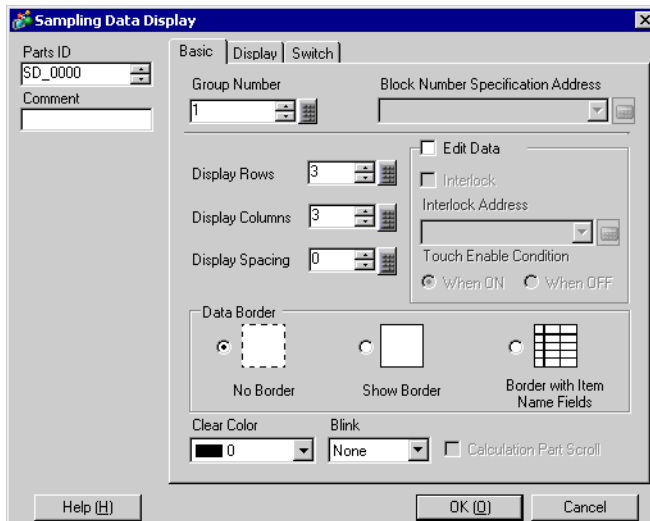 Sampling Data Display
Parts ID
SD_0000
Comment
Basic
Display
Switch
Group Number
1
Block Number Specification Address
Display Rows
3
Display Columns
3
Display Spacing
0
Edit Data
Interlock
Interlock Address
Touch Enable Condition
When ON
When OFF
Data Border
No Border
Show Border
Border with Item
Name Fields
Clear Color
0
Blink
None
Calculation Part Scroll
Help (H)
OK (O)
Cancel